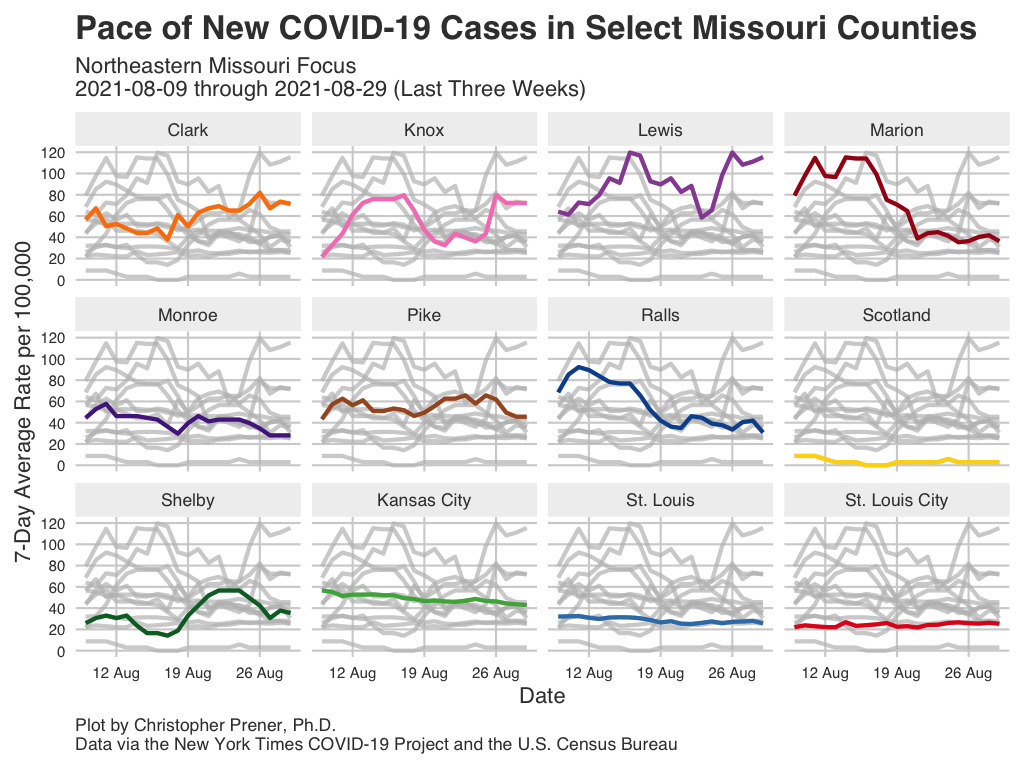 Pace of New COVID-19 Cases in Select Missouri Counties
Northeastern Missouri Focus
2021-08-09 through 2021-08-29 (Last Three Weeks)
7-Day Average Rate per 100,000
Clark Knox Lewis Marion
120
100
80
60
40
20
0
Monroe Pike Ralls Scotland
120
100
80
60
40
20
0
Shelby Kansas City St. Louis St. Louis City
120
100
80
60
40
20
0
12 Aug 19 Aug 26 Aug 12 Aug 19 Aug 26 Aug 12 Aug 19 Aug 26 Aug 12 Aug 19 Aug 26 Aug
Date
Plot by Christopher Prener, Ph.D.
Data via the New York Times COVID-19 Project and the U.S. Census Bureau